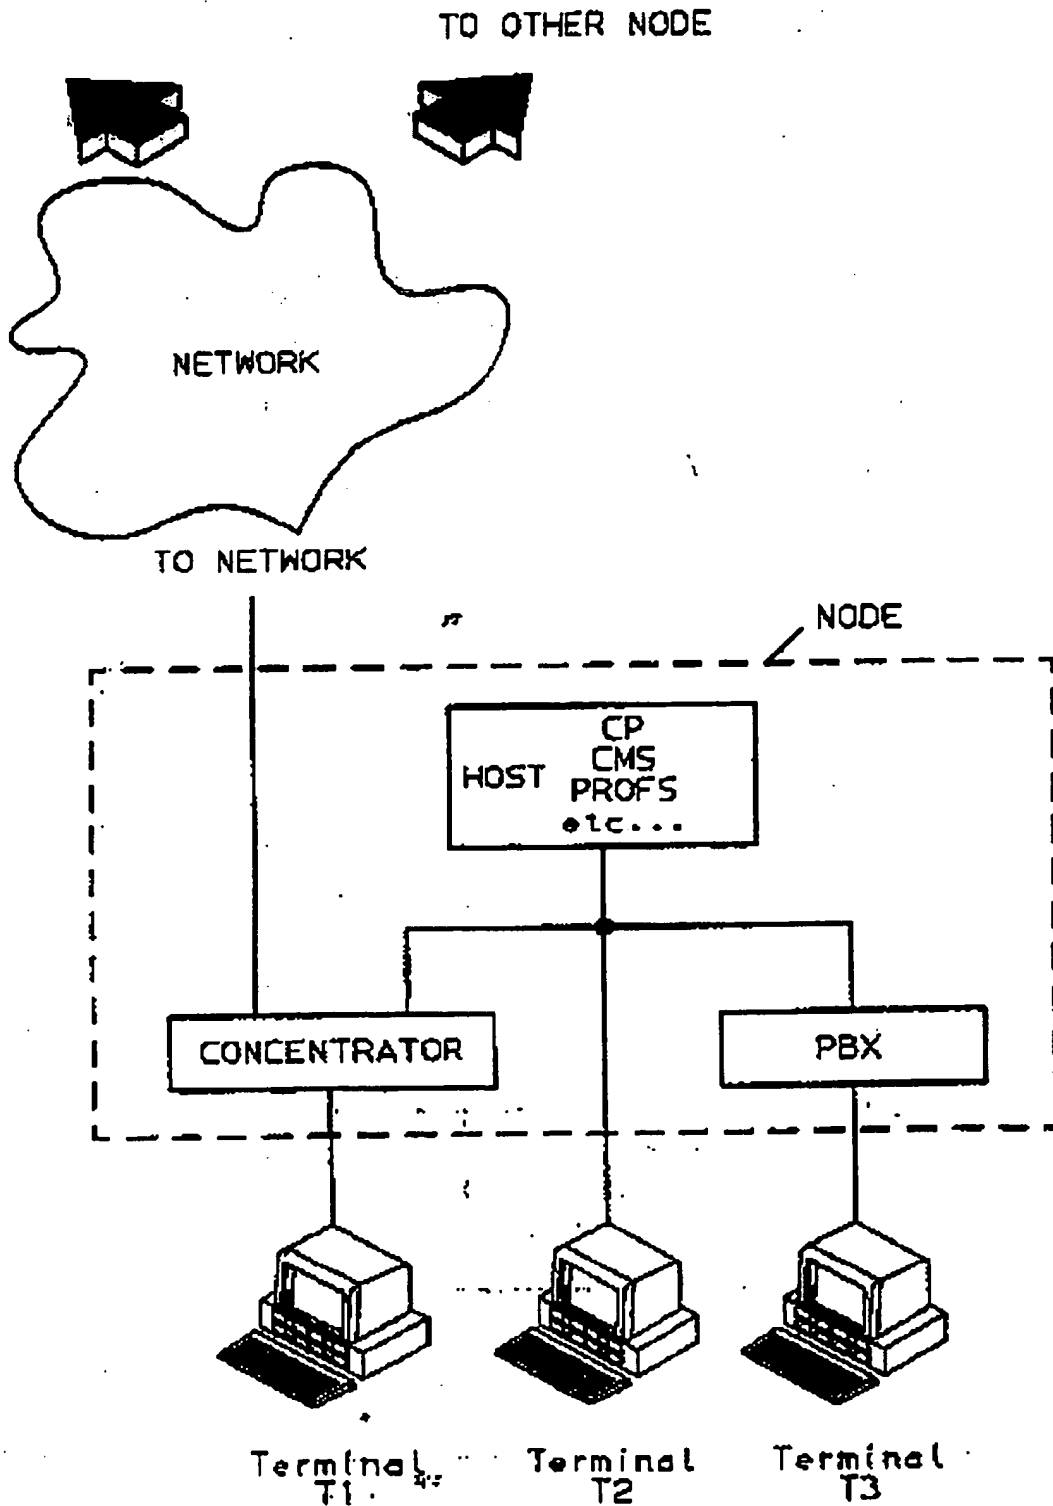 TO OTHER NODE
NETWORK
TO NETWORK
NODE
HOST
CP
CMS
PROFS
etc...
CONCENTRATOR
PBX
Terminal
T1
Terminal
T2
Terminal
T3